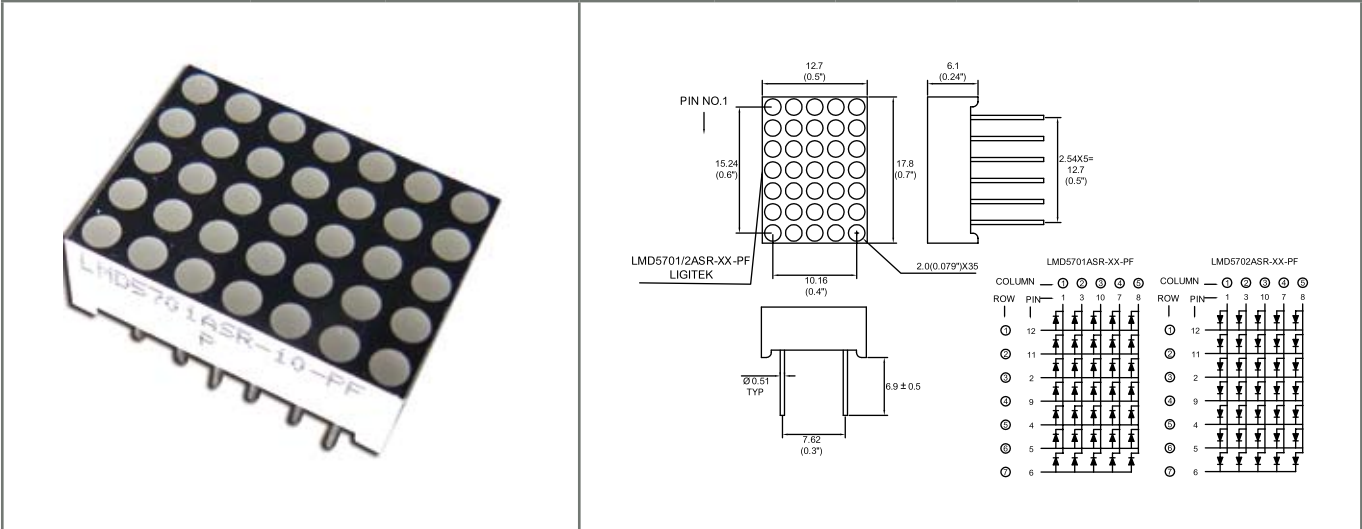 LMD5701ASR-10-PF
P
12.7
(0.5")
6.1
(0.24")
PIN NO.1
15.24
(0.6")
17.8
(0.7")
2.54X5=
12.7
(0.5")
LMD5701/2ASR-XX-PF
LIGITEK
10.16
(0.4")
2.0(0.079")X35
Ø0.51
TYP
6.9 ± 0.5
7.62
(0.3")
LMD5701ASR-XX-PF
COLUMN 1 2 3 4 5
ROW PIN 1 3 10 7 8
1 12
2 11
3 2
4 9
5 4
6 5
7 6
LMD5702ASR-XX-PF
COLUMN 1 2 3 4 5
ROW PIN 1 3 10 7 8
1 12
2 11
3 2
4 9
5 4
6 5
7 6